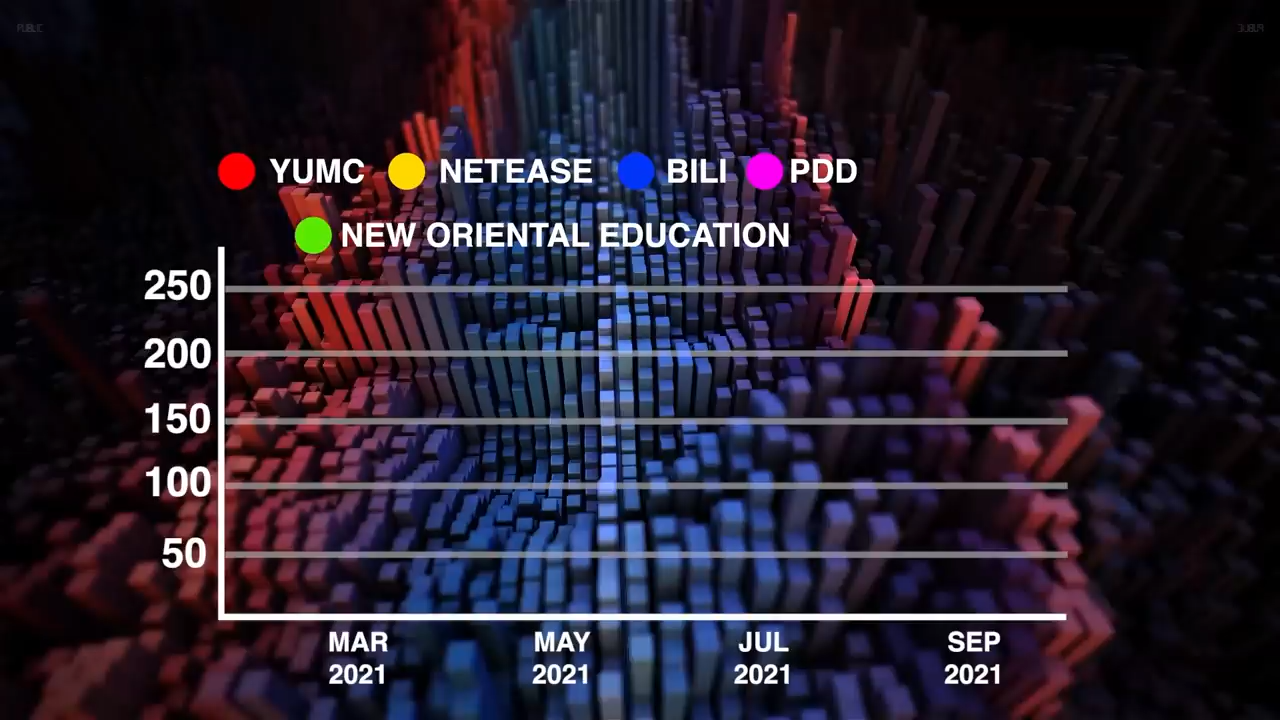 PUBLIC
YUMC NETEASE BILI PDD
NEW ORIENTAL EDUCATION
250
200
150
100
50
MAR 2021
MAY 2021
JUL 2021
SEP 2021